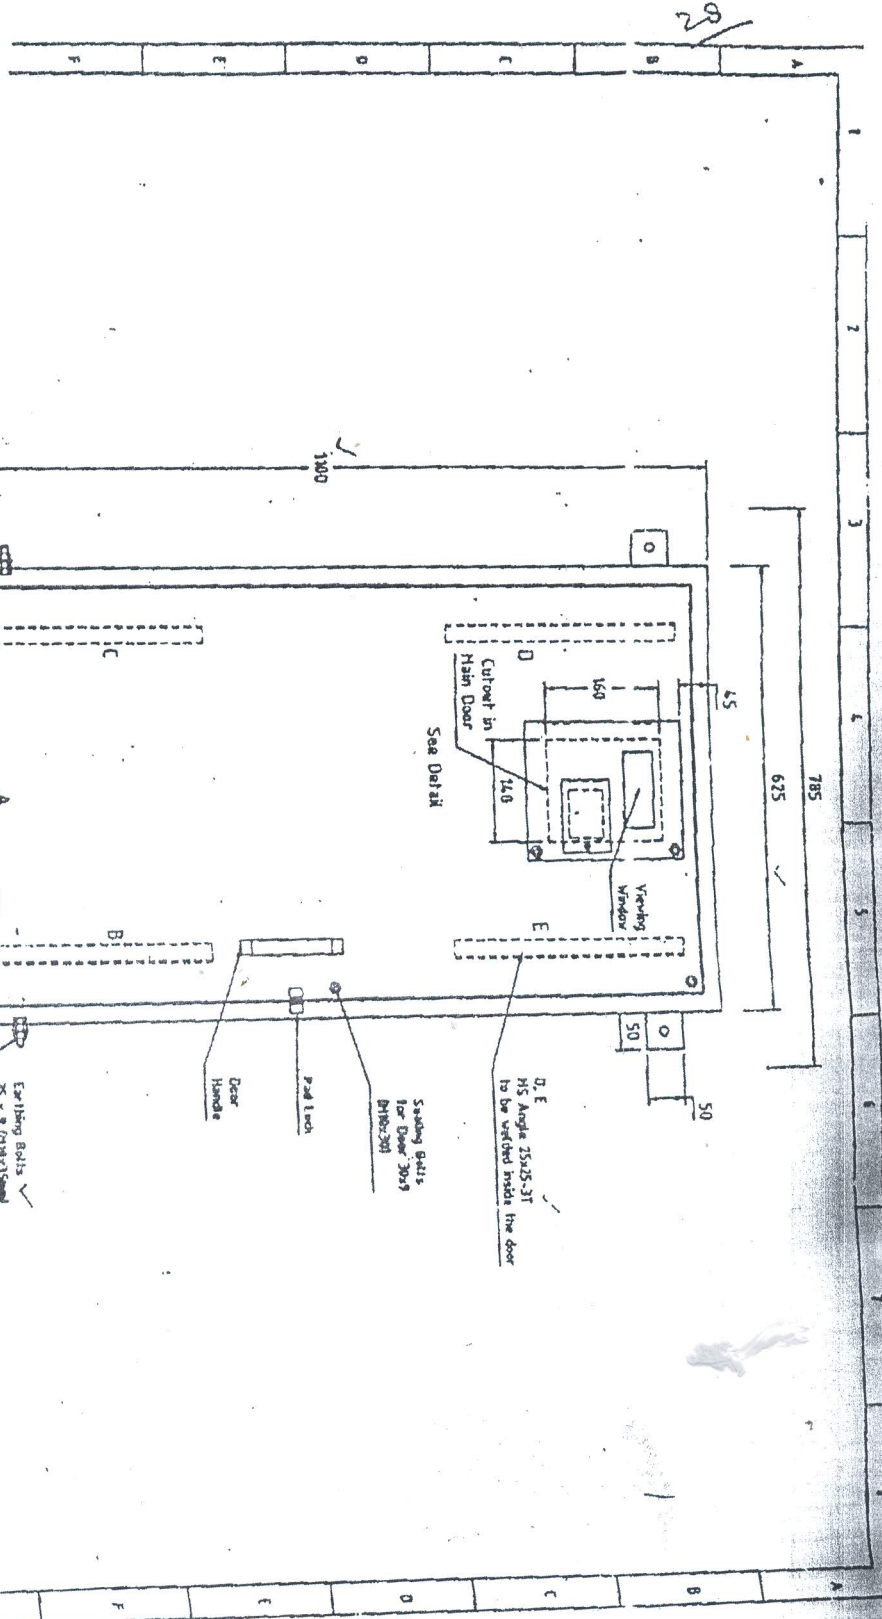 28
A
B
C
D
E
F
1
2
3
4
5
6
785
625
45
1100
160
140
Cutout in
Main Door
See Detail
Viewing
Window
D
E
C
B
A
50
50
D, E
MS Angle 25x25-3T
to be welded inside the door
Sealing Bolts
for Door 30x9
Pad Lock
Door
Handle
Earthing Bolts
A
B
C
D
E
F